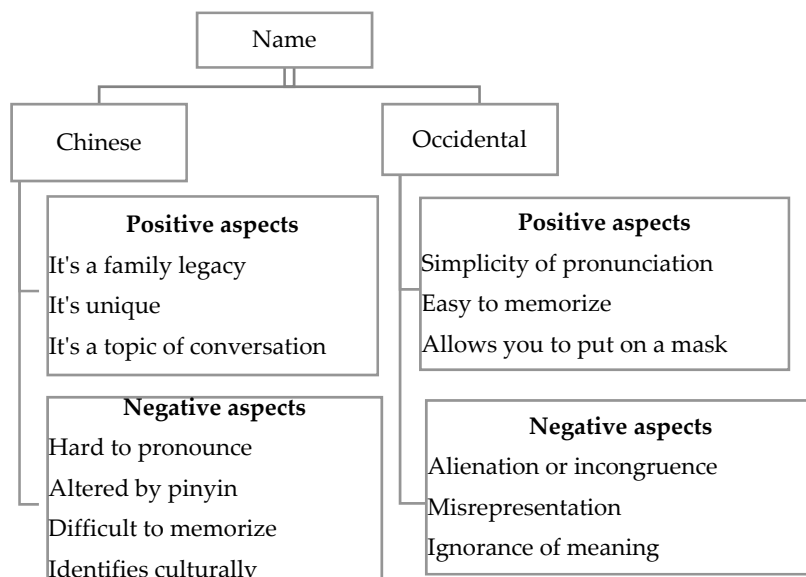 Name
Chinese
Occidental
Positive aspects
It's a family legacy
It's unique
It's a topic of conversation
Negative aspects
Hard to pronounce
Altered by pinyin
Difficult to memorize
Identifies culturally
Positive aspects
Simplicity of pronunciation
Easy to memorize
Allows you to put on a mask
Negative aspects
Alienation or incongruence
Misrepresentation
Ignorance of meaning